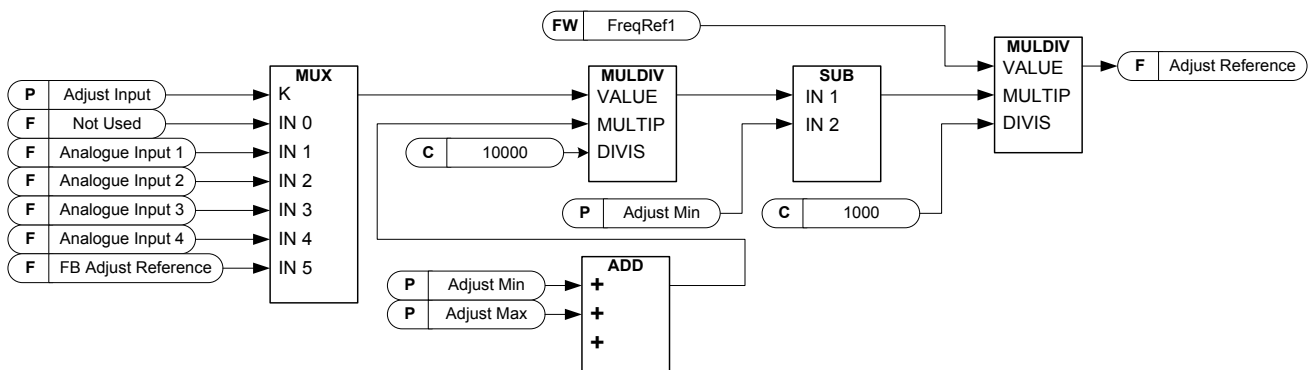 FW FreqRef1
MUX
P Adjust Input K
F Not Used IN 0
F Analogue Input 1 IN 1
F Analogue Input 2 IN 2
F Analogue Input 3 IN 3
F Analogue Input 4 IN 4
F FB Adjust Reference IN 5
MULDIV
VALUE
MULTIP
C 10000 DIVIS
SUB
IN 1
IN 2
P Adjust Min
C 1000
MULDIV
VALUE
MULTIP
DIVIS
F Adjust Reference
ADD
P Adjust Min +
P Adjust Max +
+